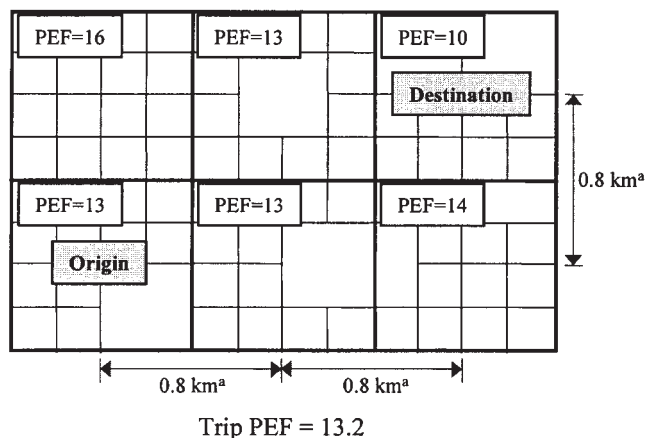 PEF=16 PEF=13 PEF=10
Destination
0.8 kmᵃ
PEF=13 PEF=13 PEF=14
Origin
0.8 kmᵃ 0.8 kmᵃ
Trip PEF = 13.2